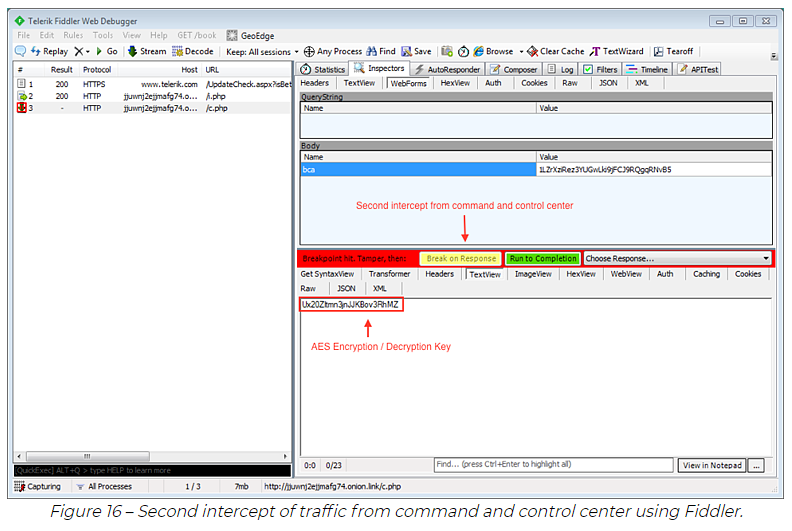 Telerik Fiddler Web Debugger
File Edit Rules Tools View Help GET /book GeoEdge
Replay Go Stream Decode Keep: All sessions Any Process Find Save Browse Clear Cache TextWizard Tearoff
# Result Protocol Host URL
1 200 HTTPS www.telerik.com /UpdateCheck.aspx?isBet
2 200 HTTP jjuwnj2ejjmafg74.o... /i.php
3 - HTTP jjuwnj2ejjmafg74.o... /c.php
Statistics Inspectors AutoResponder Composer Log Filters Timeline APITest
Headers TextView WebForms HexView Auth Cookies Raw JSON XML
QueryString
Name Value
Body
Name Value
bca 1LZrXziRez3YUGwLki9jFCJ9RQgqRNvB5
Second intercept from command and control center
Breakpoint hit. Tamper, then: Break on Response Run to Completion Choose Response...
Get SyntaxView Transformer Headers TextView ImageView HexView WebView Auth Caching Cookies
Raw JSON XML
Ux20ZItmn3jnJJKBov3RhMZ
AES Encryption / Decryption Key
0:0 0/23 Find... (press Ctrl+Enter to highlight all) View in Notepad ...
[QuickExec] ALT+Q > type HELP to learn more
Capturing All Processes 1 / 3 7mb http://jjuwnj2ejjmafg74.onion.link/c.php
Figure 16 – Second intercept of traffic from command and control center using Fiddler.